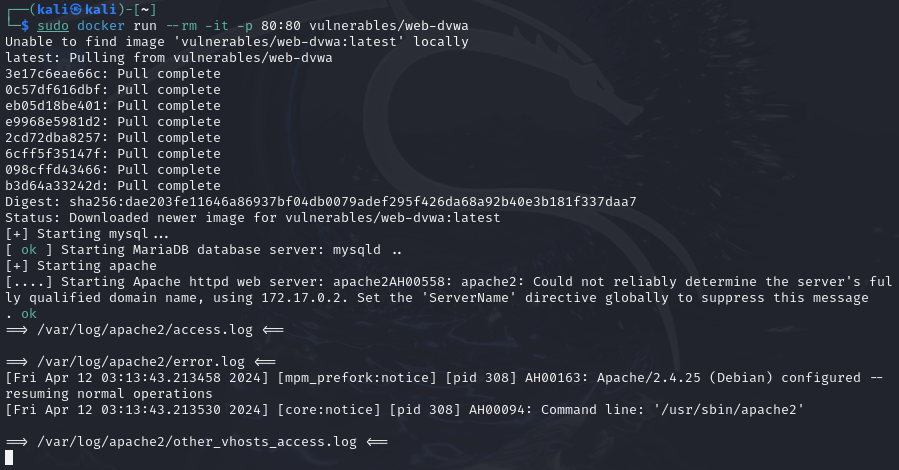 ┌──(kali㉿kali)-[~]
└─$ sudo docker run --rm -it -p 80:80 vulnerables/web-dvwa
Unable to find image 'vulnerables/web-dvwa:latest' locally
latest: Pulling from vulnerables/web-dvwa
3e17c6eae66c: Pull complete
0c57df616dbf: Pull complete
eb05d18be401: Pull complete
e9968e5981d2: Pull complete
2cd72dba8257: Pull complete
6cff5f35147f: Pull complete
098cffd43466: Pull complete
b3d64a33242d: Pull complete
Digest: sha256:dae203fe11646a86937bf04db0079adef295f426da68a92b40e3b181f337daa7
Status: Downloaded newer image for vulnerables/web-dvwa:latest
[+] Starting mysql...
[ ok ] Starting MariaDB database server: mysqld ..
[+] Starting apache
[....] Starting Apache httpd web server: apache2AH00558: apache2: Could not reliably determine the server's ful
ly qualified domain name, using 172.17.0.2. Set the 'ServerName' directive globally to suppress this message
. ok
==> /var/log/apache2/access.log <==
==> /var/log/apache2/error.log <==
[Fri Apr 12 03:13:43.213458 2024] [mpm_prefork:notice] [pid 308] AH00163: Apache/2.4.25 (Debian) configured --
resuming normal operations
[Fri Apr 12 03:13:43.213530 2024] [core:notice] [pid 308] AH00094: Command line: '/usr/sbin/apache2'
==> /var/log/apache2/other_vhosts_access.log <==